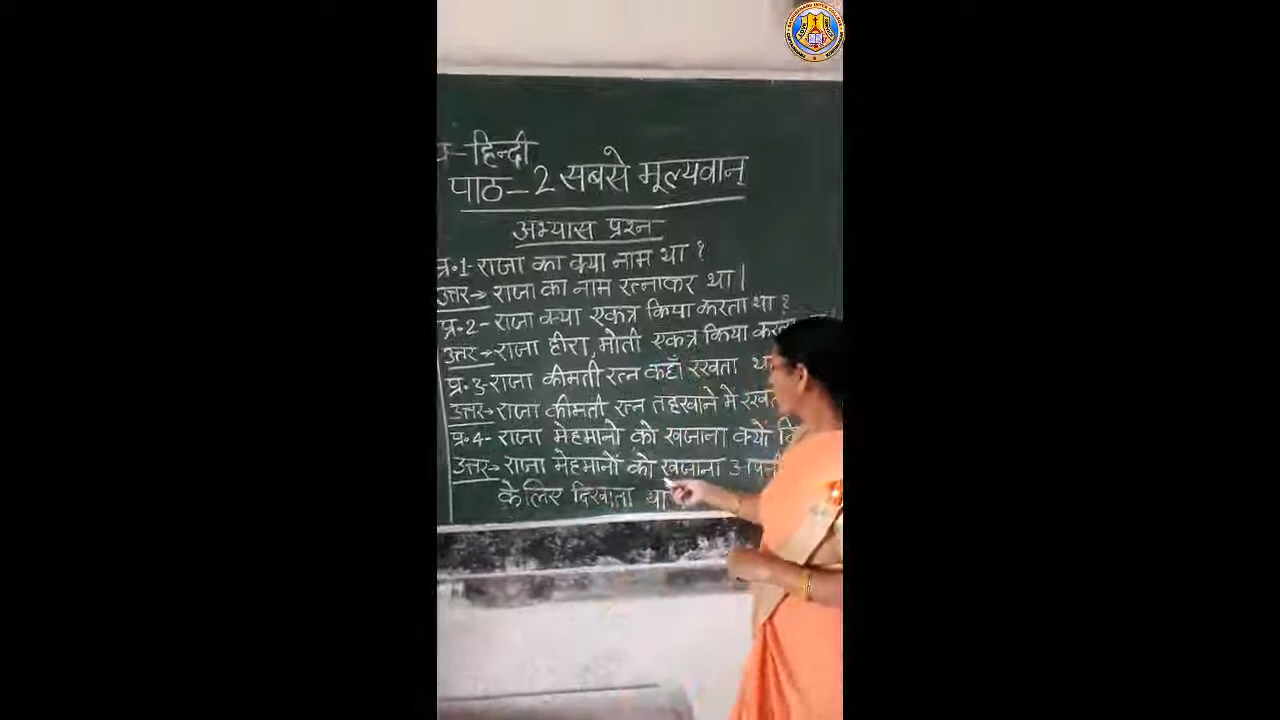 हिन्दी
पाठ-2 सबसे मूल्यवान्
अभ्यास प्रश्न
प्र॰1- राजा का क्या नाम था ?
उत्तर→ राजा का नाम रत्नाकर था |
प्र॰2- राजा क्या एकत्र किया करता था ?
उत्तर→ राजा हीरा, मोती एकत्र किया
प्र॰3- राजा कीमती रत्न कहाँ रखता
उत्तर→ राजा कीमती रत्न तहखाने में
प्र॰4- राजा मेहमानो को खजाना क्यों
उत्तर→ राजा मेहमानों को खजाना
के लिए दिखाता था